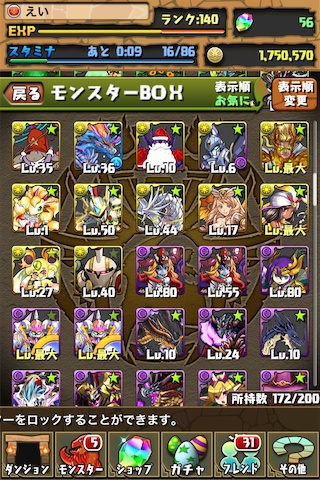 えい
ランク:140
56
EXP
スタミナ あと 0:09 16/86
1,750,570
戻る モンスターBOX 表示順 お気に 表示順 変更
Lv.35 Lv.36 Lv.10 Lv.6 Lv.最大
Lv.50 Lv.44 Lv.最大 Lv.最大
Lv.27 Lv.40 Lv.80 Lv.55 Lv.80
Lv.最大 Lv.最大 Lv.10 Lv.24 Lv.10
所持数 172/200
ターをロックすることができます。
5 31
ダンジョン モンスター ショップ ガチャ フレンド その他